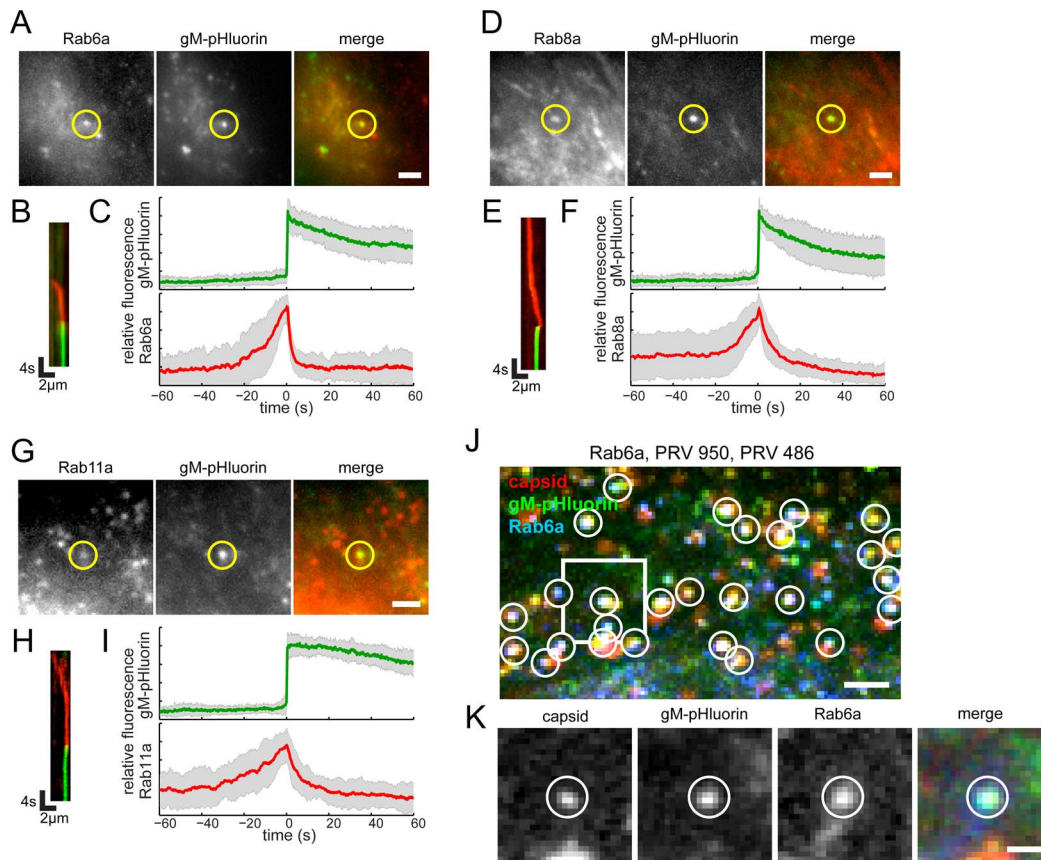 A
Rab6a gM-pHluorin merge
B
4s
2μm
C
relative fluorescence
gM-pHluorin
Rab6a
−60 −40 −20 0 20 40 60
time (s)
D
Rab8a gM-pHluorin merge
E
4s
2μm
F
relative fluorescence
gM-pHluorin
Rab8a
−60 −40 −20 0 20 40 60
time (s)
G
Rab11a gM-pHluorin merge
H
4s
2μm
I
relative fluorescence
gM-pHluorin
Rab11a
−60 −40 −20 0 20 40 60
time (s)
J
Rab6a, PRV 950, PRV 486
capsid
gM-pHluorin
Rab6a
K
capsid gM-pHluorin Rab6a merge